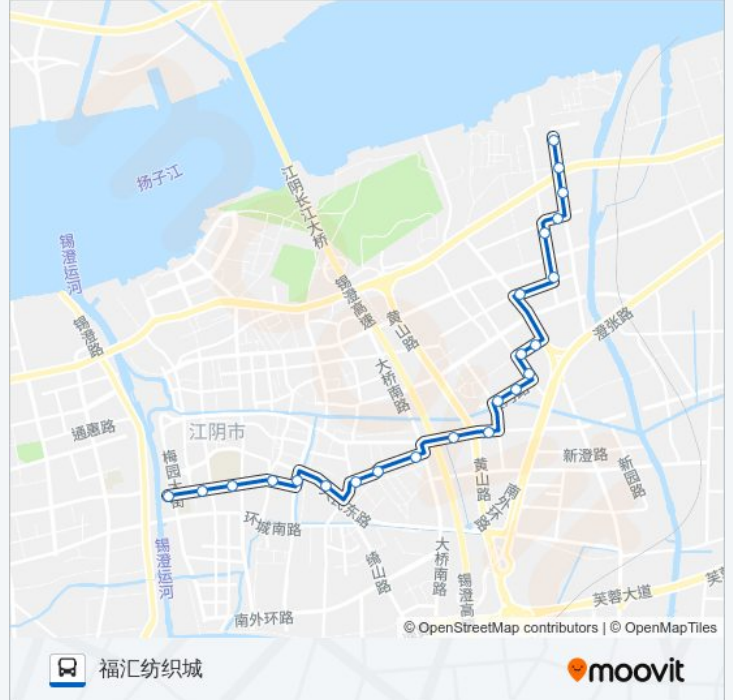 江阴长江大桥
扬子江
锡澄运河
锡澄高速
澄张路
锡澄路
黄山路
大桥南路
通惠路
江阴市
梅园大街
新澄路
黄山路
新园路
南外环路
东路
环城南路
锡澄运河
绮山路
大桥南路
锡澄高
芙蓉大道
芙
南外环路
© OpenStreetMap contributors | © OpenMapTiles
福汇纺织城
moovit